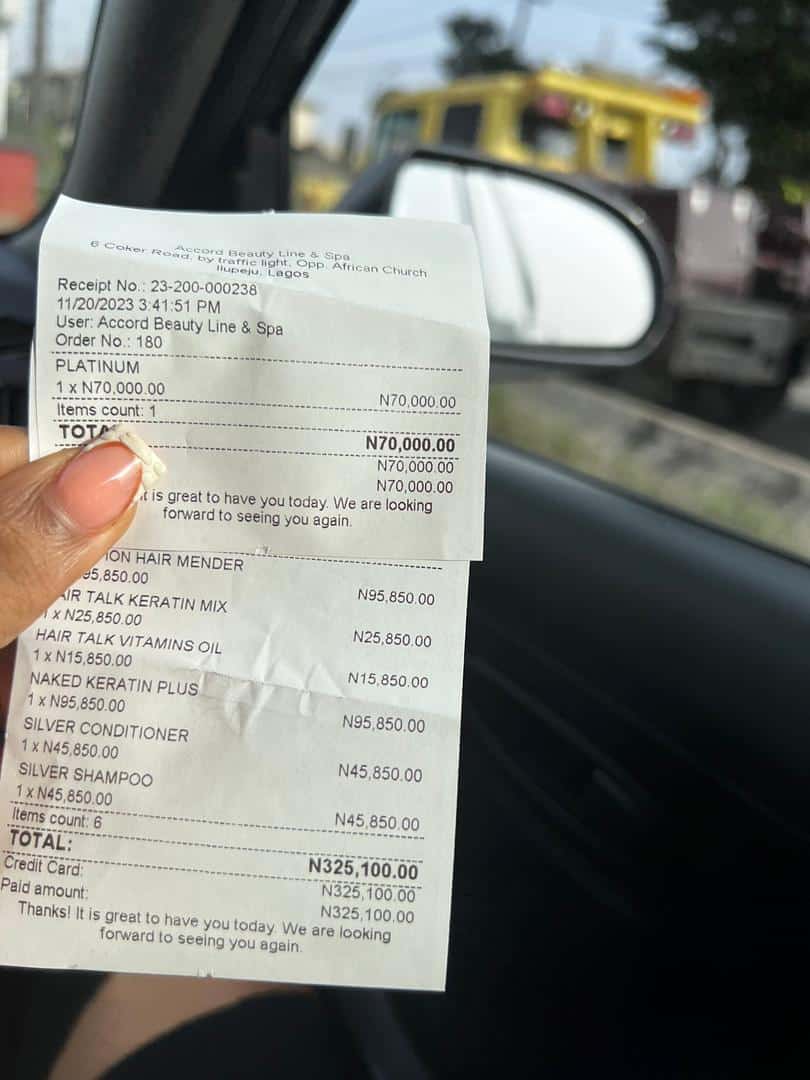 Accord Beauty Line & Spa
6 Coker Road, by traffic light, Opp. African Church
Ilupeju, Lagos
Receipt No.: 23-200-000238
11/20/2023 3:41:51 PM
User: Accord Beauty Line & Spa
Order No.: 180
PLATINUM
1 x N70,000.00 N70,000.00
Items count: 1
N70,000.00
N70,000.00
N70,000.00
It is great to have you today. We are looking
forward to seeing you again.
HAIR MENDER
N95,850.00
HAIR TALK KERATIN MIX
1 x N25,850.00 N25,850.00
HAIR TALK VITAMINS OIL
1 x N15,850.00 N15,850.00
NAKED KERATIN PLUS
1 x N95,850.00 N95,850.00
SILVER CONDITIONER
1 x N45,850.00 N45,850.00
SILVER SHAMPOO
1 x N45,850.00 N45,850.00
Items count: 6
TOTAL: N325,100.00
Credit Card: N325,100.00
Paid amount: N325,100.00
Thanks! It is great to have you today. We are looking
forward to seeing you again.